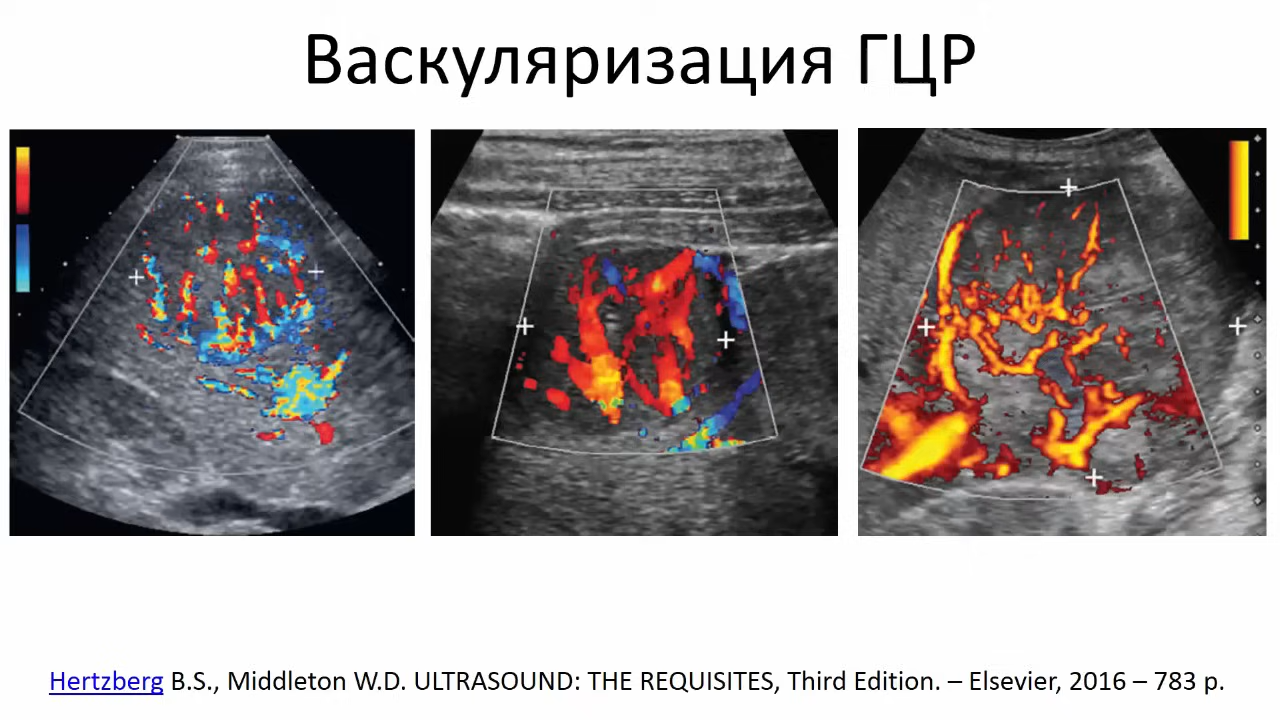 Васкуляризация ГЦР
Hertzberg B.S., Middleton W.D. ULTRASOUND: THE REQUISITES, Third Edition. – Elsevier, 2016 – 783 p.